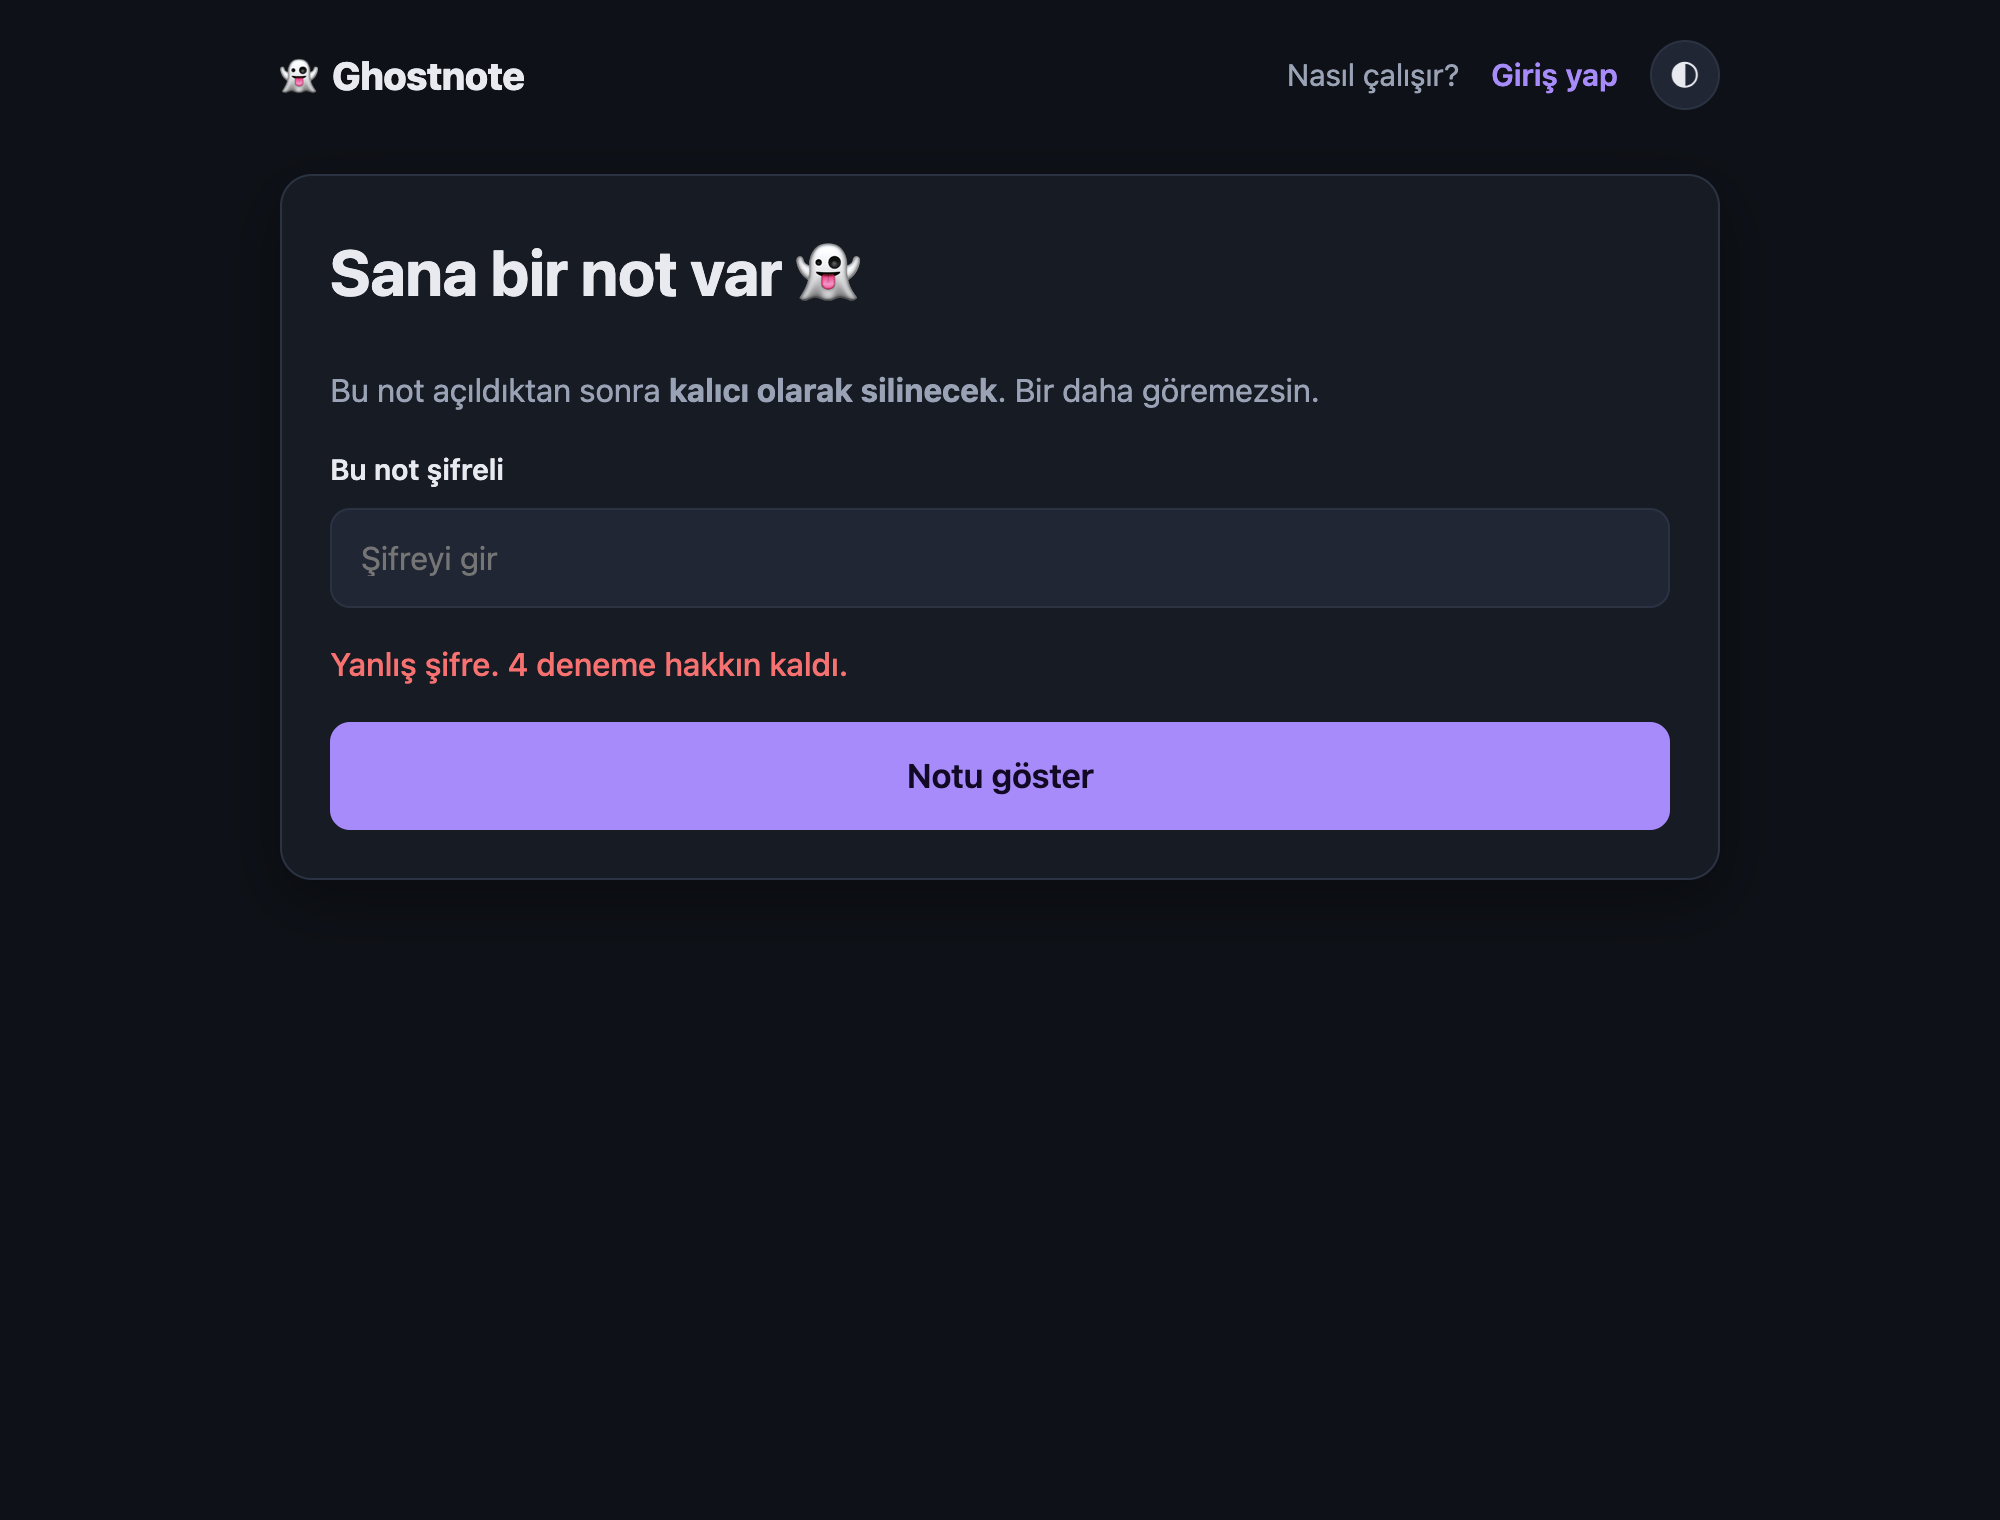 👻 Ghostnote
Nasıl çalışır? Giriş yap
Sana bir not var 👻
Bu not açıldıktan sonra kalıcı olarak silinecek. Bir daha göremezsin.
Bu not şifreli
Şifreyi gir
Yanlış şifre. 4 deneme hakkın kaldı.
Notu göster